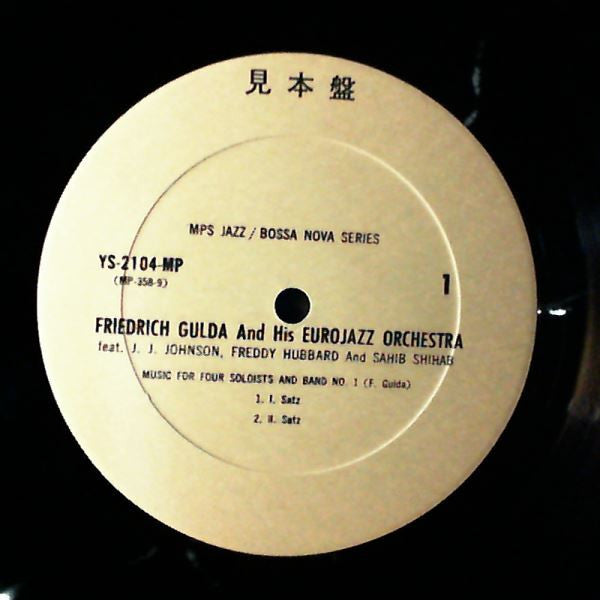 見本盤
MPS JAZZ / BOSSA NOVA SERIES
YS-2104-MP
(MP-358-9)
1
FRIEDRICH GULDA And His EUROJAZZ ORCHESTRA
feat. J. J. JOHNSON, FREDDY HUBBARD And SAHIB SHIHAB
MUSIC FOR FOUR SOLOISTS AND BAND NO. 1 (F. Gulda)
1. I. Satz
2. II. Satz